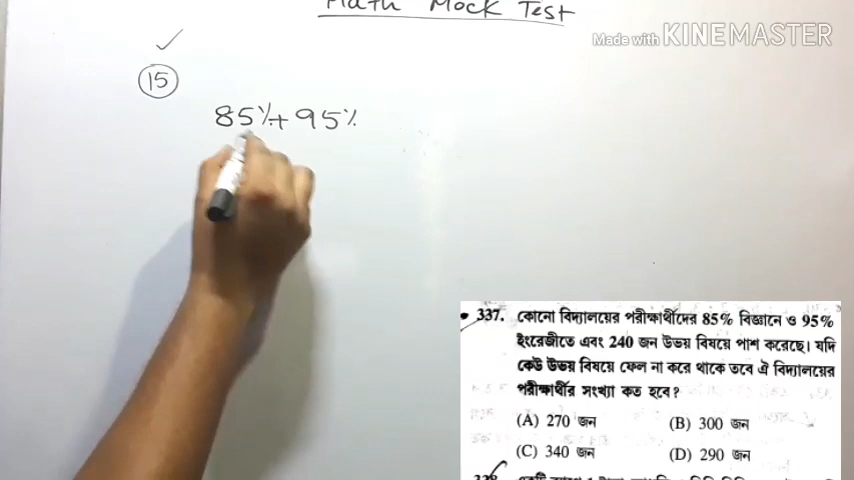 Math Mock Test
Made with KINEMASTER
15
85%+ 95%
337. কোনো বিদ্যালয়ের পরীক্ষার্থীদের 85% বিজ্ঞানে ও 95%
ইংরেজীতে এবং 240 জন উভয় বিষয়ে পাশ করেছে। যদি
কেউ উভয় বিষয়ে ফেল না করে থাকে তবে ঐ বিদ্যালয়ের
পরীক্ষার্থীর সংখ্যা কত হবে?
(A) 270 জন (B) 300 জন
(C) 340 জন (D) 290 জন